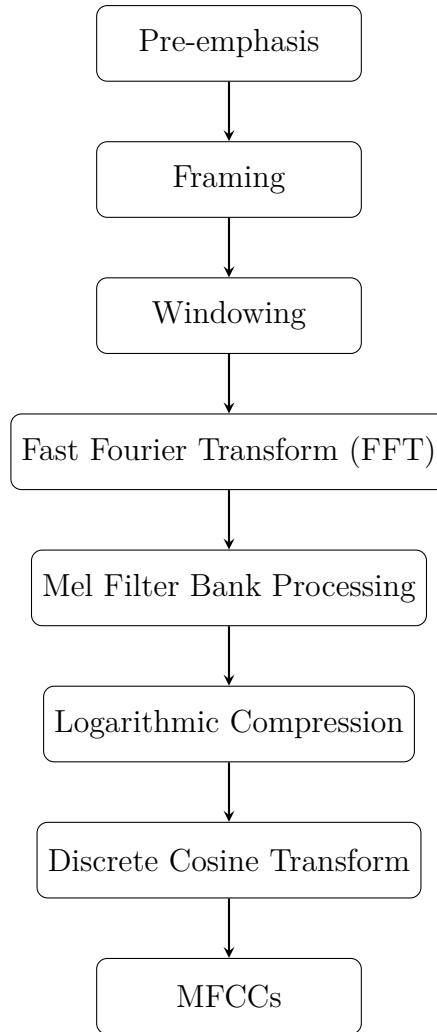 Pre-emphasis
Framing
Windowing
Fast Fourier Transform (FFT)
Mel Filter Bank Processing
Logarithmic Compression
Discrete Cosine Transform
MFCCs